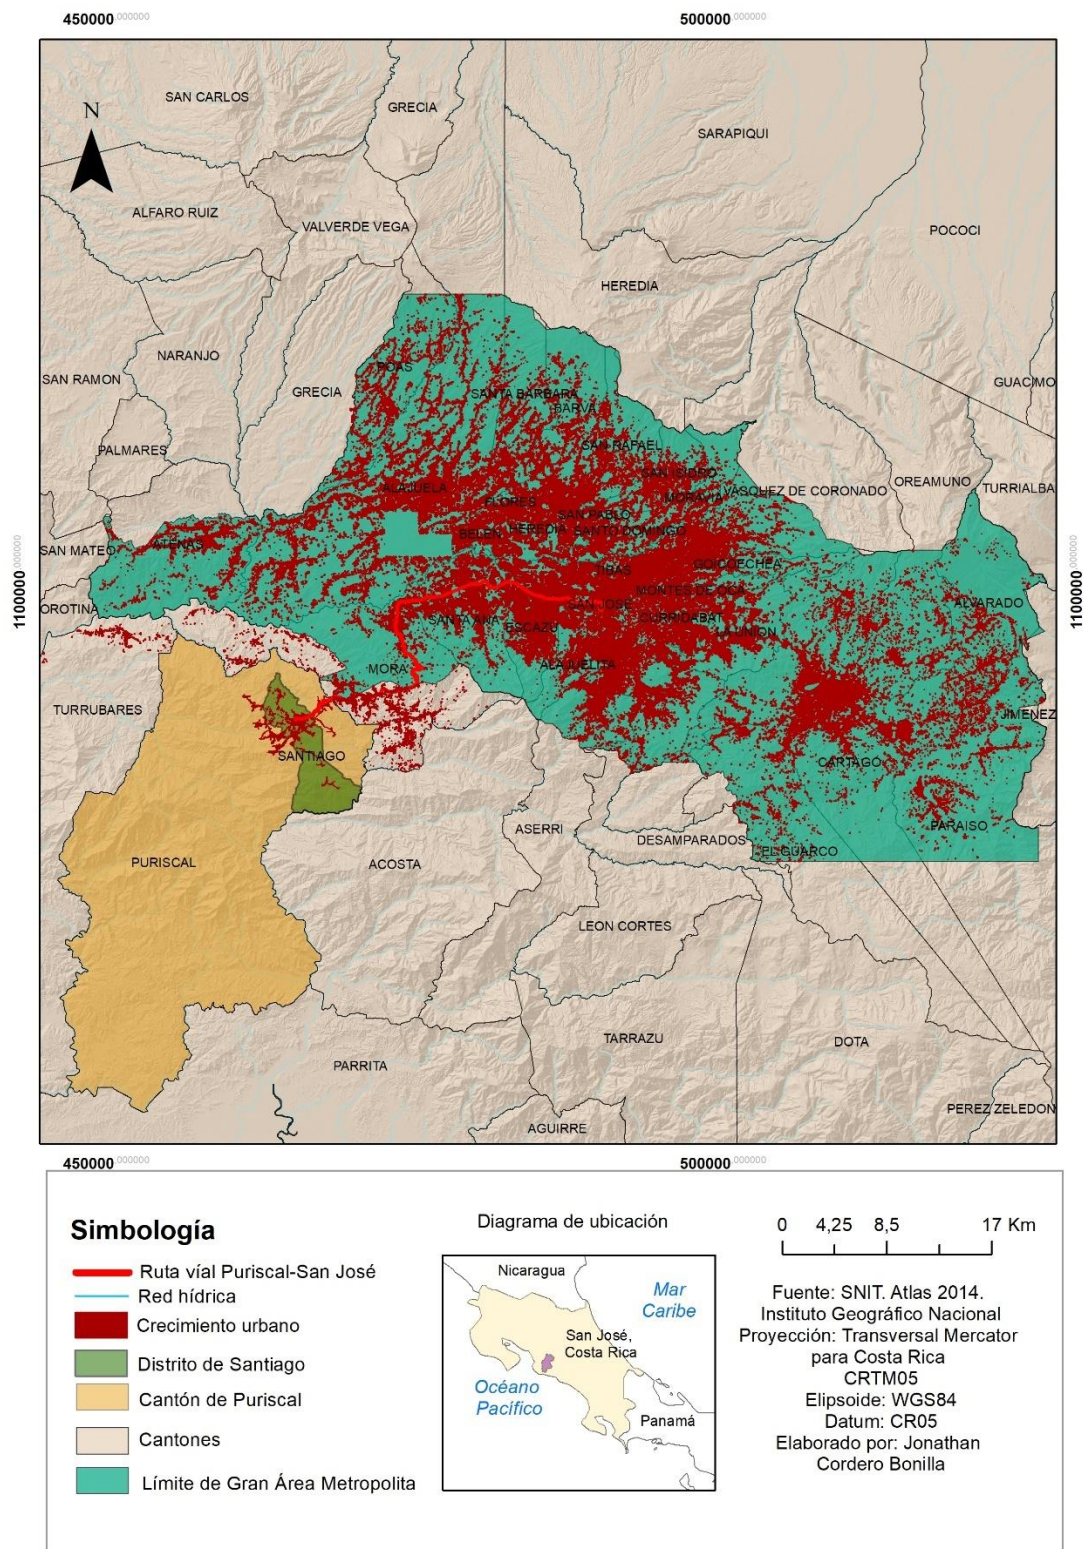 450000.000000 500000.000000
N
SAN CARLOS
GRECIA
SARAPIQUI
ALFARO RUIZ
VALVERDE VEGA
POCOCI
HEREDIA
NARANJO
SAN RAMON
GRECIA
POAS
GUACIMO
SANTA BARBARA
BARVA
PALMARES
SAN RAFAEL
SAN ISIDRO
OREAMUNO
TURRIALBA
ALAJUELA
MORAVIA
VASQUEZ DE CORONADO
FLORES
SAN PABLO
BELEN
HEREDIA
SANTO DOMINGO
SAN MATEO
ATENAS
GOICOECHEA
TIBAS
MONTES DE OCA
OROTINA
SAN JOSE
ALVARADO
SANTA ANA
ESCAZU
CURRIDABAT
LA UNION
1100000.000000
1100000.000000
MORA
ALAJUELITA
TURRUBARES
JIMENEZ
SANTIAGO
CARTAGO
PURISCAL
ACOSTA
ASERRI
DESAMPARADOS
EL GUARCO
PARAISO
LEON CORTES
TARRAZU
DOTA
PARRITA
PEREZ ZELEDON
AGUIRRE
450000.000000 500000.000000
Simbología
Ruta víal Puriscal-San José
Red hídrica
Crecimiento urbano
Distrito de Santiago
Cantón de Puriscal
Cantones
Límite de Gran Área Metropolita
Diagrama de ubicación
Nicaragua
Mar
Caribe
San José,
Costa Rica
Océano
Pacífico
Panamá
0 4,25 8,5 17 Km
Fuente: SNIT. Atlas 2014.
Instituto Geográfico Nacional
Proyección: Transversal Mercator
para Costa Rica
CRTM05
Elipsoide: WGS84
Datum: CR05
Elaborado por: Jonathan
Cordero Bonilla